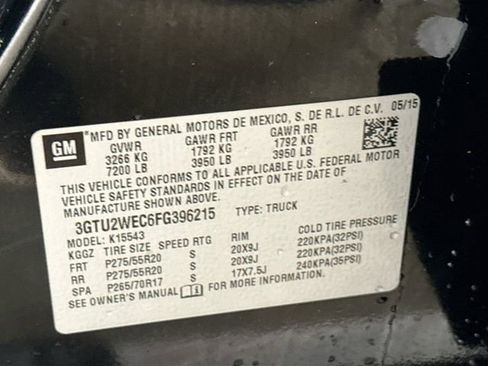 GM
MFD BY GENERAL MOTORS DE MEXICO, S. DE R.L. DE C.V. 05/15
GVWR GAWR FRT GAWR RR
3266 KG 1792 KG 1792 KG
7200 LB 3950 LB 3950 LB
THIS VEHICLE CONFORMS TO ALL APPLICABLE U.S. FEDERAL MOTOR
VEHICLE SAFETY STANDARDS IN EFFECT ON THE DATE OF
MANUFACTURE SHOWN ABOVE.
3GTU2WEC6FG396215 TYPE: TRUCK
MODEL: K15543
KGGZ TIRE SIZE SPEED RTG RIM COLD TIRE PRESSURE
FRT P275/55R20 S 20X9J 220KPA(32PSI)
RR P275/55R20 S 20X9J 220KPA(32PSI)
SPA P265/70R17 S 17X7.5J 240KPA(35PSI)
SEE OWNER'S MANUAL FOR MORE INFORMATION.